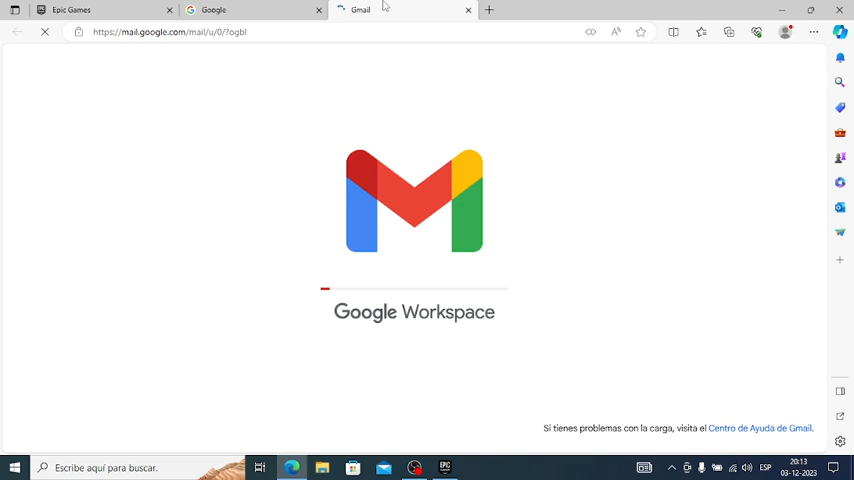 Epic Games
Google
Gmail
https://mail.google.com/mail/u/0/?ogbl
Google Workspace
Si tienes problemas con la carga, visita el Centro de Ayuda de Gmail.
Escribe aquí para buscar.
EPIC
ESP
20:13
03-12-2023